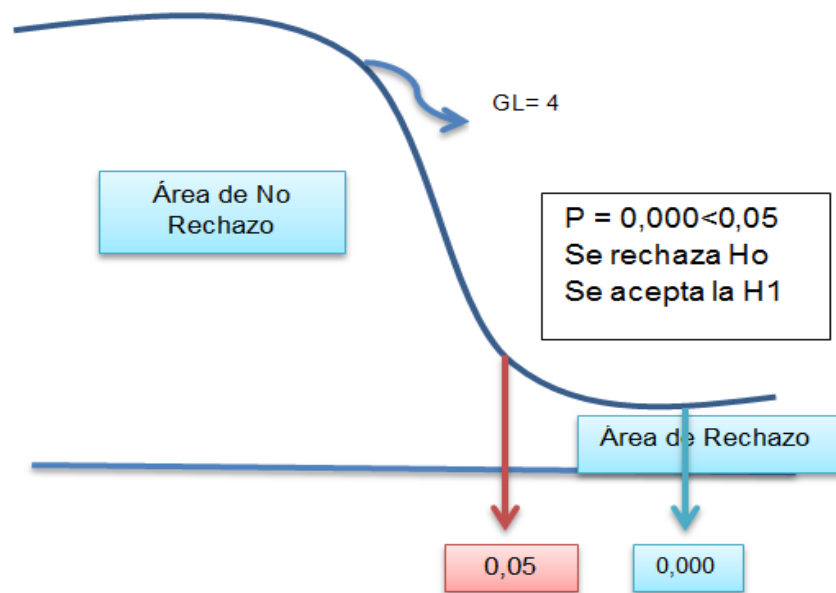 GL= 4
Área de No
Rechazo
P = 0,000<0,05
Se rechaza Ho
Se acepta la H1
Área de Rechazo
0,05
0,000